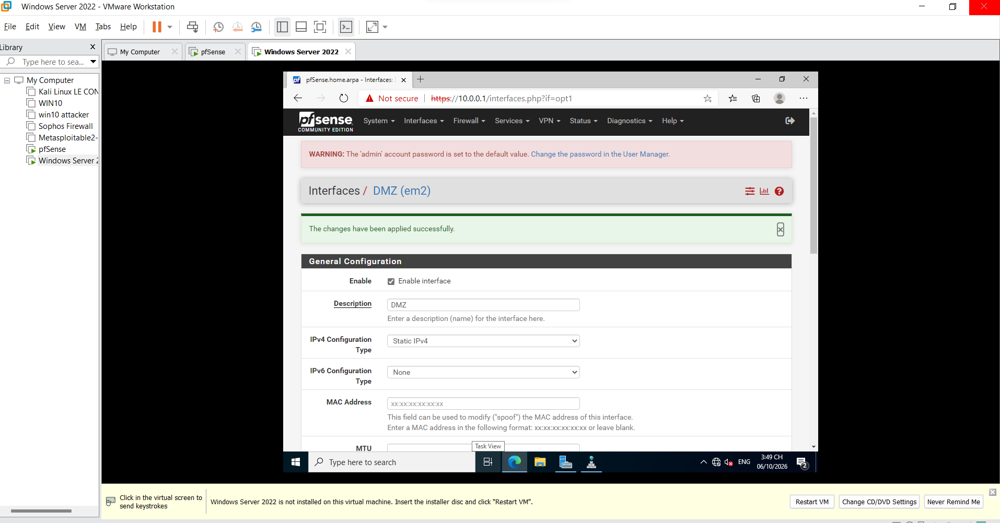 Windows Server 2022 - VMware Workstation
File Edit View VM Tabs Help
Library
Type here to sea...
My Computer
Kali Linux LE CON
WIN10
win10 attacker
Sophos Firewall
Metasploitable2-
pfSense
Windows Server 2
My Computer
pfSense
Windows Server 2022
pfSense.home.arpa - Interfaces:
Not secure https://10.0.0.1/interfaces.php?if=opt1
pfsense
COMMUNITY EDITION
System Interfaces Firewall Services VPN Status Diagnostics Help
WARNING: The 'admin' account password is set to the default value. Change the password in the User Manager.
Interfaces / DMZ (em2)
The changes have been applied successfully.
General Configuration
Enable Enable interface
Description DMZ
Enter a description (name) for the interface here.
IPv4 Configuration Type Static IPv4
IPv6 Configuration Type None
MAC Address xx:xx:xx:xx:xx:xx
This field can be used to modify ("spoof") the MAC address of this interface.
Enter a MAC address in the following format: xx:xx:xx:xx:xx:xx or leave blank.
MTU
Task View
Type here to search
ENG
3:49 CH
06/10/2026
2
Click in the virtual screen to send keystrokes
Windows Server 2022 is not installed on this virtual machine. Insert the installer disc and click "Restart VM".
Restart VM
Change CD/DVD Settings
Never Remind Me